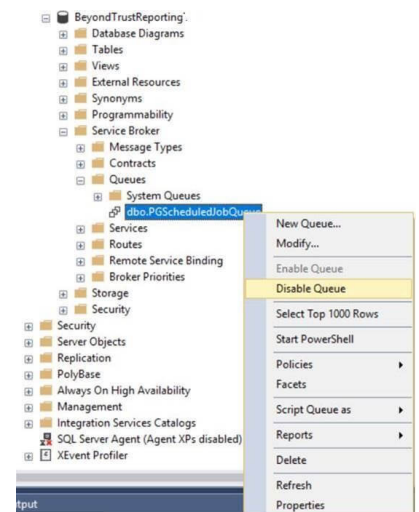 BeyondTrustReporting`.
Database Diagrams
Tables
Views
External Resources
Synonyms
Programmability
Service Broker
Message Types
Contracts
Queues
System Queues
dbo.PGScheduledJobQueue
Services
Routes
Remote Service Binding
Broker Priorities
Storage
Security
Security
Server Objects
Replication
PolyBase
Always On High Availability
Management
Integration Services Catalogs
SQL Server Agent (Agent XPs disabled)
XEvent Profiler
tput
New Queue...
Modify...
Enable Queue
Disable Queue
Select Top 1000 Rows
Start PowerShell
Policies
Facets
Script Queue as
Reports
Delete
Refresh
Properties